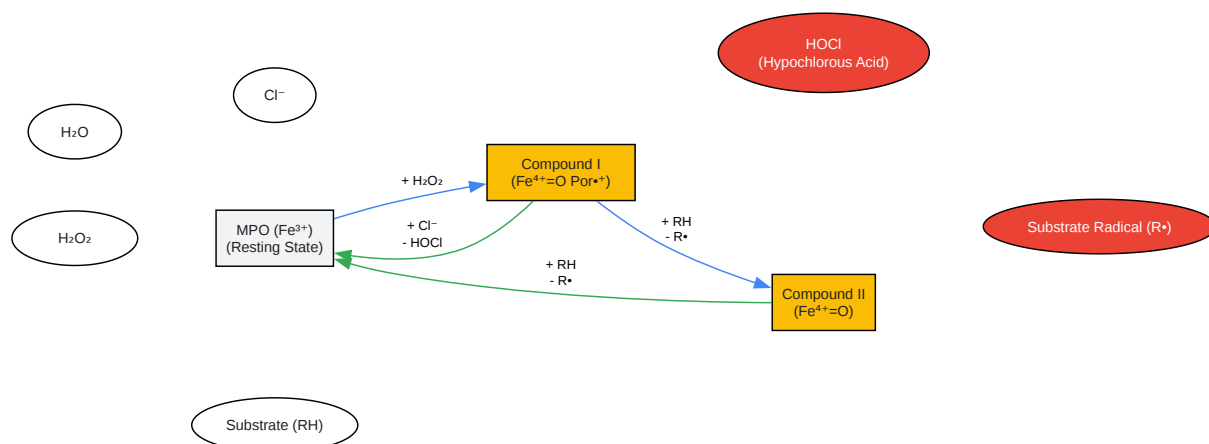 HOCl
(Hypochlorous Acid)
Cl⁻
H₂O
Compound I
(Fe⁴⁺=O Por•⁺)
+ H₂O₂
MPO (Fe³⁺)
(Resting State)
+ Cl⁻
- HOCl
+ RH
- R•
H₂O₂
Substrate Radical (R•)
+ RH
- R•
Compound II
(Fe⁴⁺=O)
Substrate (RH)